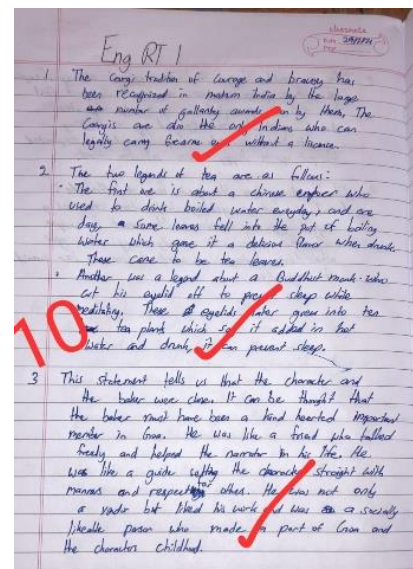 classmate
Date
Page
Eng RT 1
1 The Coorgi tradition of courage and bravery has
been recognized in modern India by the large
number of gallantry awards by them. The
Coorgis are also the only Indians who can
legally carry firearms without a licence.
2 The two legends of tea are as follows:
The first one is about a chinese who
used to drink boiled water everyday, and one
day, a some leaves fell into the pot of boiling
water which gave it a delicious flavor when drunk.
These came to be tea leaves.
Another was a legend about a Buddhist monk who
cut his eyelid off to sleep while
meditating. These eyelids later grew into ten
tea plants which it added in hot
water and drunk, it can prevent sleep.
10
3 This statement tells us that the character and
the baker were close. It can be thought that
the baker must have been a kind hearted important
member in Goa. He was like a friend who talked
freely and helped the narrator in his life. He
was like a guide the character straight with
manners and respect for others. He was not only
a but liked his work and was a socially
likeable person who made a part of Goa and
the characters childhood.